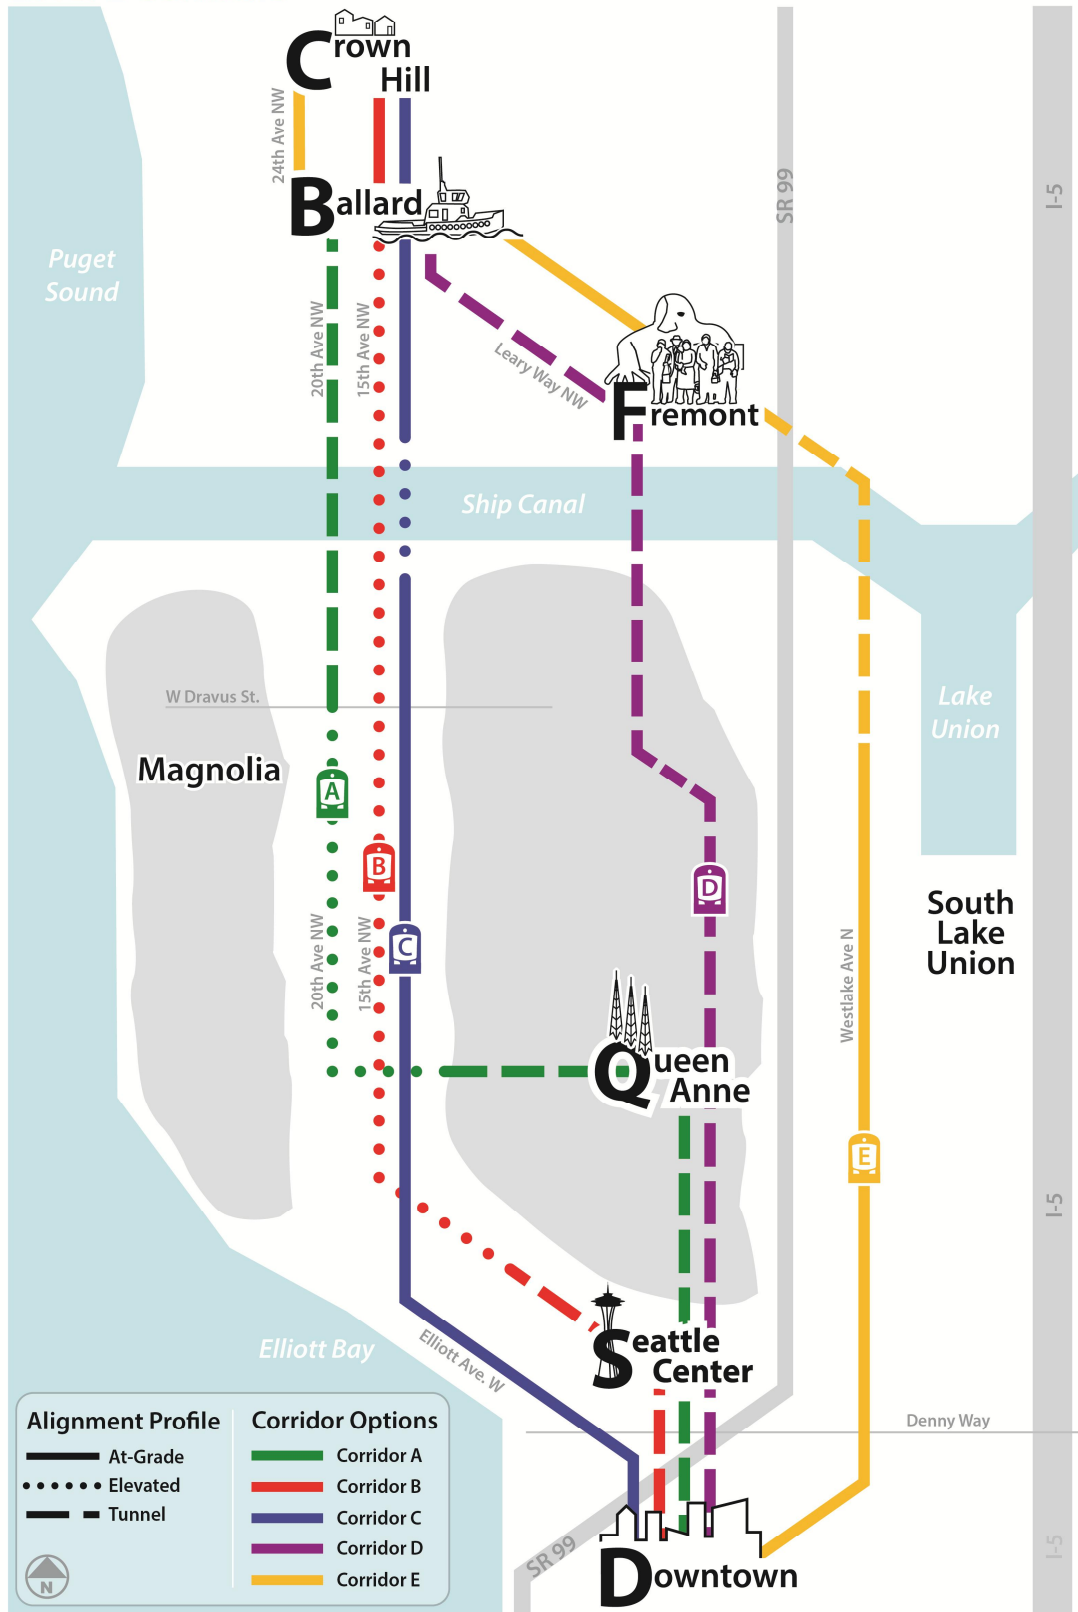 Crown
Hill
24th Ave NW
Ballard
SR 99
I-5
Puget
Sound
20th Ave NW
15th Ave NW
Leary Way NW
Fremont
Ship Canal
W Dravus St.
Lake
Union
Magnolia
A
B
D
South
Lake
Union
C
20th Ave NW
15th Ave NW
Westlake Ave N
Queen
Anne
E
I-5
Seattle
Center
Elliott Bay
Elliott Ave. W
Denny Way
Alignment Profile
At-Grade
Elevated
Tunnel
N
Corridor Options
Corridor A
Corridor B
Corridor C
Corridor D
Corridor E
SR 99
I-5
Downtown